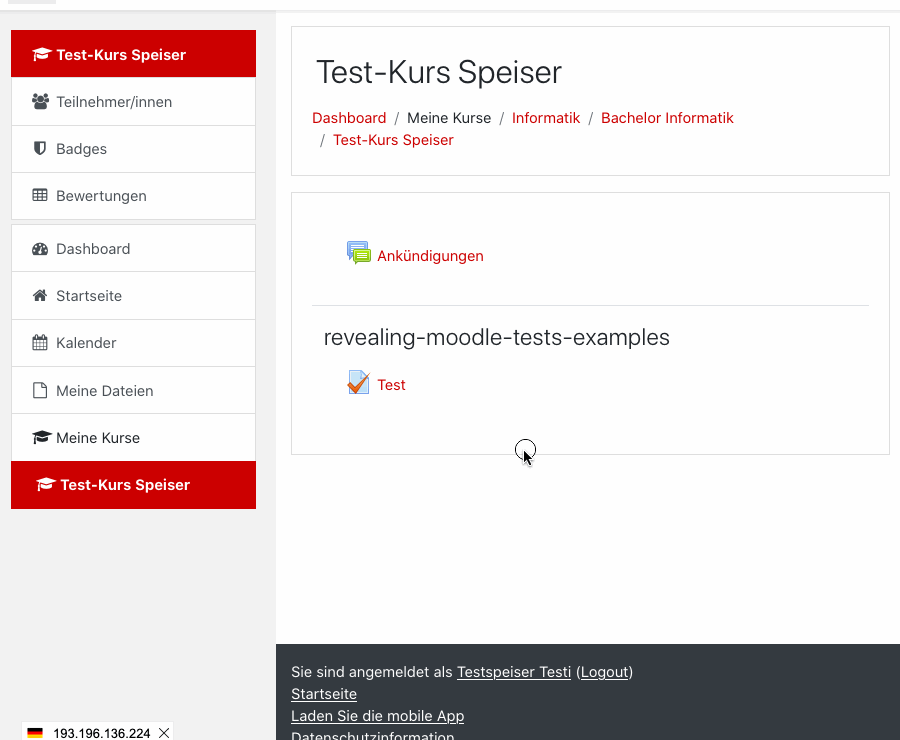 Test-Kurs Speiser
Teilnehmer/innen
Badges
Bewertungen
Dashboard
Startseite
Kalender
Meine Dateien
Meine Kurse
Test-Kurs Speiser
Test-Kurs Speiser
Dashboard / Meine Kurse / Informatik / Bachelor Informatik
/ Test-Kurs Speiser
Ankündigungen
revealing-moodle-tests-examples
Test
Sie sind angemeldet als Testspeiser Testi (Logout)
Startseite
Laden Sie die mobile App
Datenschutzinformation
193.196.136.224